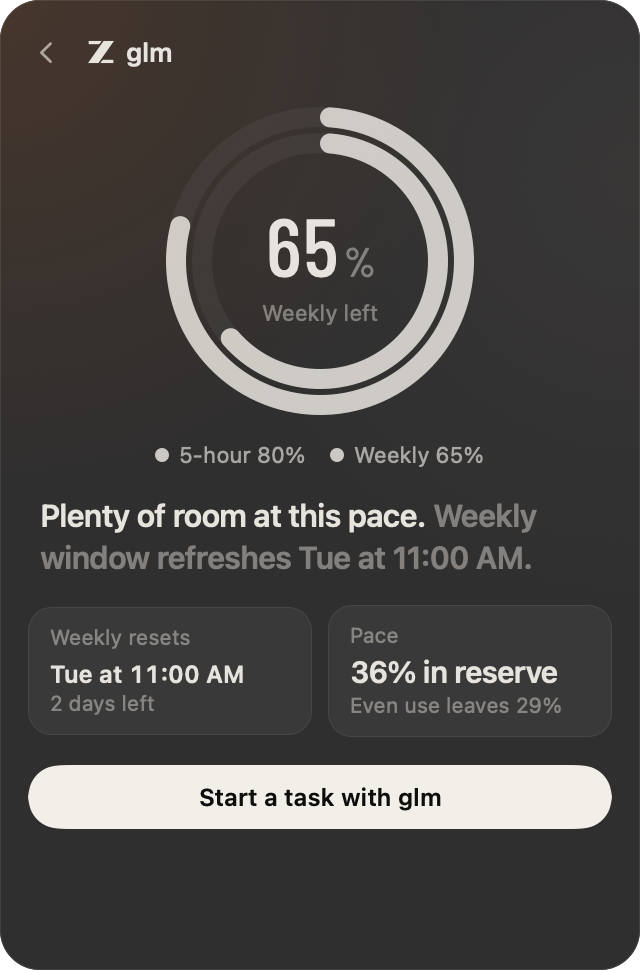 glm
65 %
Weekly left
5-hour 80% Weekly 65%
Plenty of room at this pace. Weekly
window refreshes Tue at 11:00 AM.
Weekly resets
Tue at 11:00 AM
2 days left
Pace
36% in reserve
Even use leaves 29%
Start a task with glm